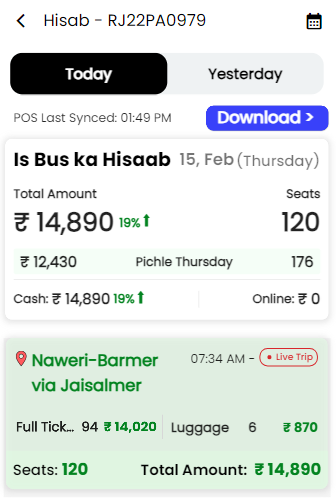 Hisab - RJ22PA0979
Today Yesterday
POS Last Synced: 01:49 PM Download >
Is Bus ka Hisaab 15, Feb (Thursday)
Total Amount Seats
₹ 14,890 19% ⬆ 120
₹ 12,430 Pichle Thursday 176
Cash: ₹ 14,890 19% ⬆ Online: ₹ 0
Naweri-Barmer 07:34 AM - • Live Trip
via Jaisalmer
Full Tick... 94 ₹ 14,020 Luggage 6 ₹ 870
Seats: 120 Total Amount: ₹ 14,890